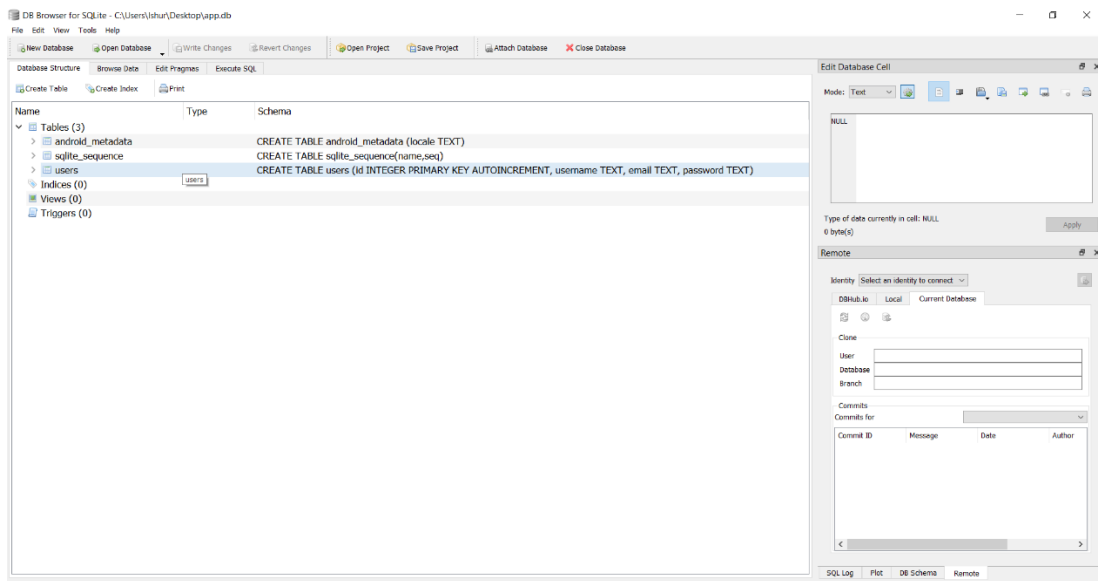 DB Browser for SQLite - C:\Users\Ishur\Desktop\app.db
File Edit View Tools Help
New Database Open Database Write Changes Revert Changes Open Project Save Project Attach Database Close Database
Database Structure Browse Data Edit Pragmas Execute SQL
Create Table Create Index Print
Name Type Schema
Tables (3)
android_metadata CREATE TABLE android_metadata (locale TEXT)
sqlite_sequence CREATE TABLE sqlite_sequence(name,seq)
users CREATE TABLE users (id INTEGER PRIMARY KEY AUTOINCREMENT, username TEXT, email TEXT, password TEXT)
users
Indices (0)
Views (0)
Triggers (0)
Edit Database Cell
Mode: Text
NULL
Type of data currently in cell: NULL
0 byte(s)
Apply
Remote
Identity Select an identity to connect
DBHub.io Local Current Database
Clone
User
Database
Branch
Commits
Commits for
Commit ID Message Date Author
SQL Log Plot DB Schema Remote